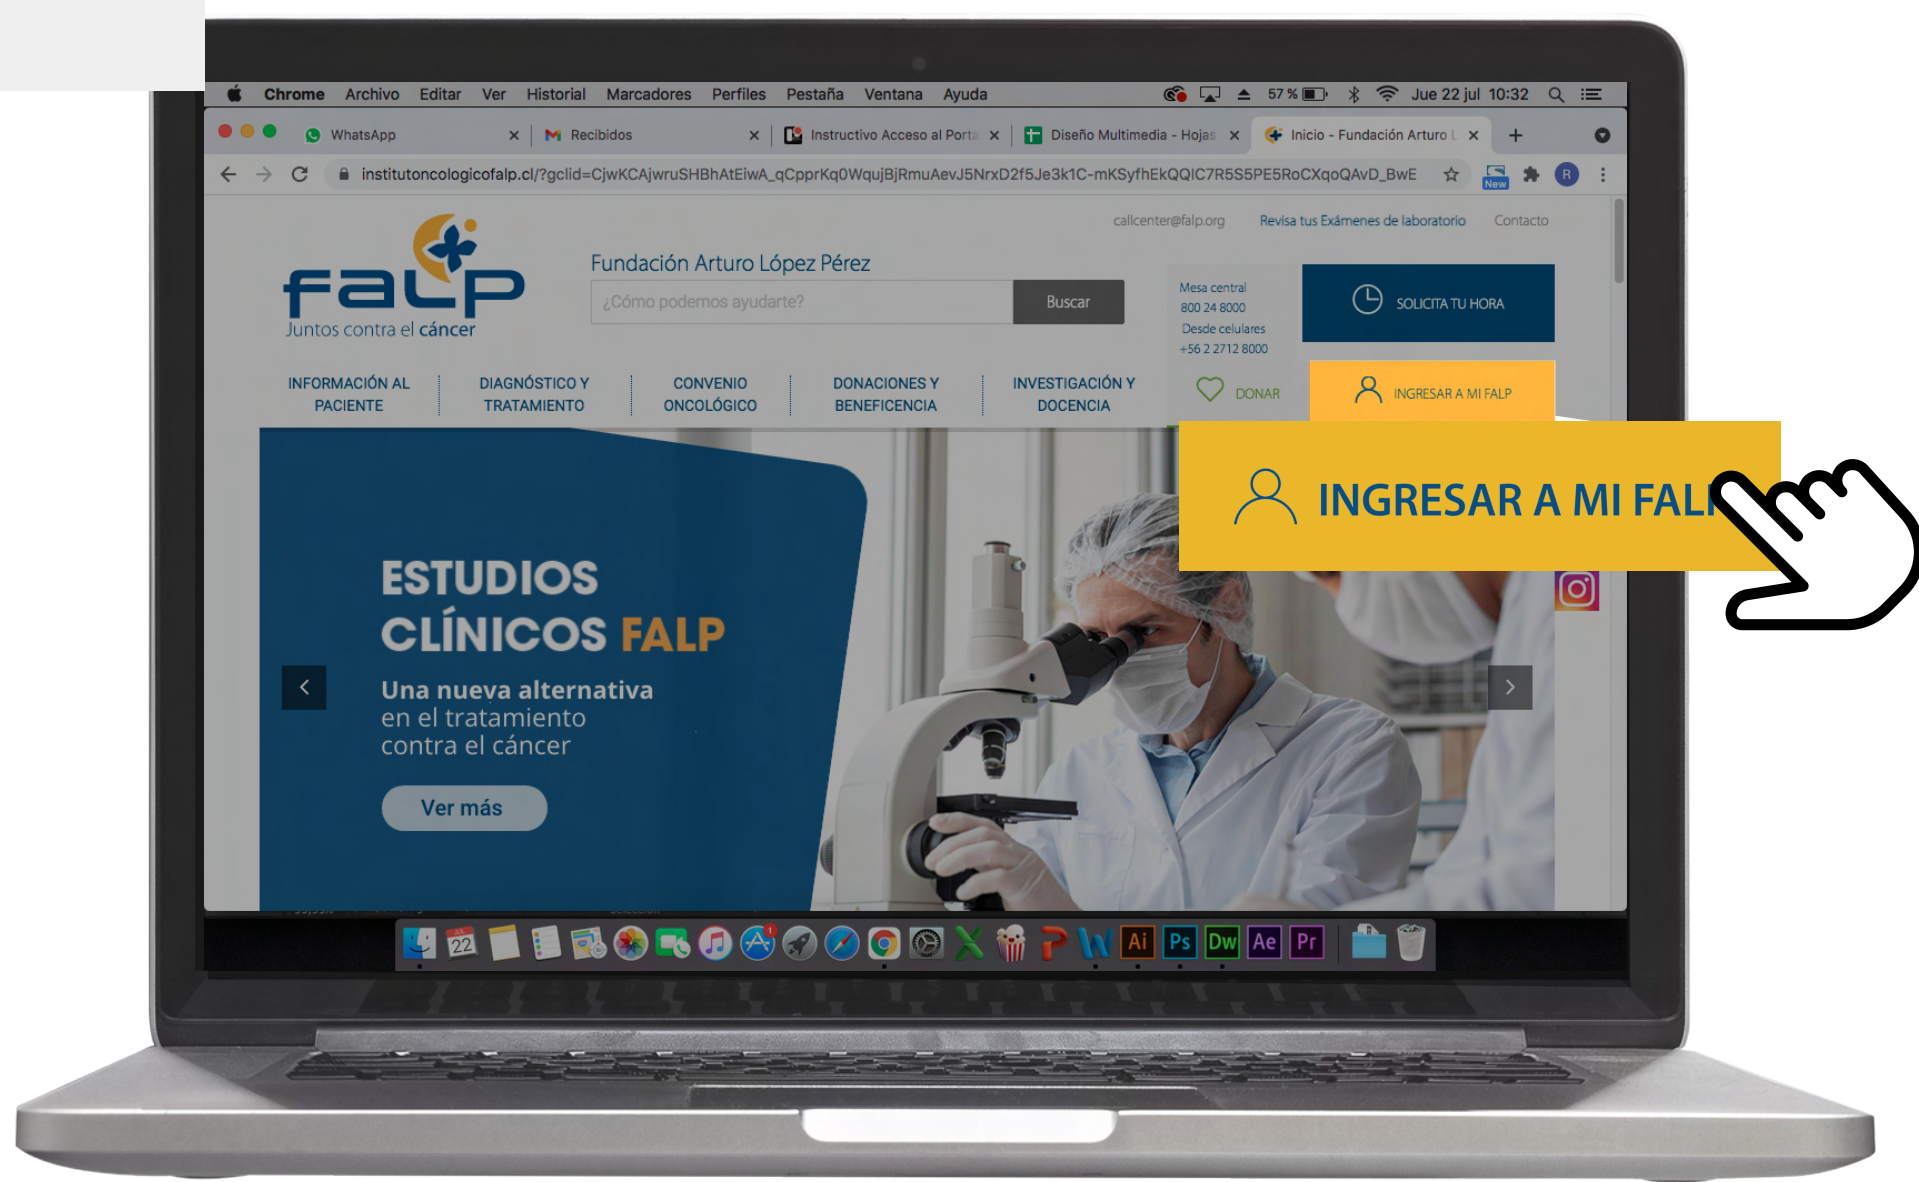 Chrome Archivo Editar Ver Historial Marcadores Perfiles Pestaña Ventana Ayuda 57 % Jue 22 jul 10:32
WhatsApp Recibidos Instructivo Acceso al Porta Diseño Multimedia - Hojas Inicio - Fundación Arturo L
institutoncologicofalp.cl/?gclid=CjwKCAjwruSHBhAtEiwA_qCpprKq0WqujBjRmuAevJ5NrxD2f5Je3k1C-mKSyfhEkQQIC7R5S5PE5RoCXqoQAvD_BwE New R
callcenter@falp.org Revisa tus Exámenes de laboratorio Contacto
falp
Juntos contra el cáncer
Fundación Arturo López Pérez
¿Cómo podemos ayudarte? Buscar
Mesa central
800 24 8000
Desde celulares
+56 2 2712 8000
SOLICITA TU HORA
INFORMACIÓN AL
PACIENTE
DIAGNÓSTICO Y
TRATAMIENTO
CONVENIO
ONCOLÓGICO
DONACIONES Y
BENEFICENCIA
INVESTIGACIÓN Y
DOCENCIA
DONAR
INGRESAR A MI FALP
INGRESAR A MI FAL
ESTUDIOS
CLÍNICOS FALP
Una nueva alternativa
en el tratamiento
contra el cáncer
Ver más
JUL
22
1
Ai Ps Dw Ae Pr